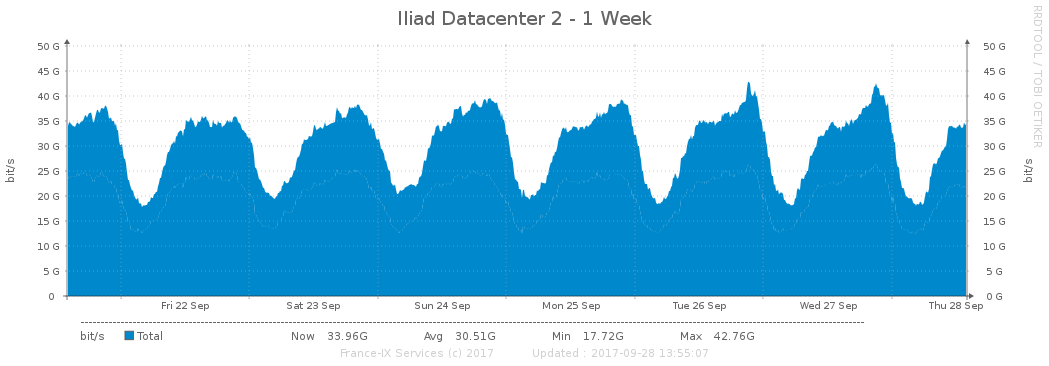 Iliad Datacenter 2 - 1 Week
RRDTOOL / TOBI OETIKER
50 G 50 G
45 G 45 G
40 G 40 G
35 G 35 G
30 G 30 G
25 G 25 G
20 G 20 G
15 G 15 G
10 G 10 G
5 G 5 G
0 0 G
bit/s bit/s
Fri 22 Sep Sat 23 Sep Sun 24 Sep Mon 25 Sep Tue 26 Sep Wed 27 Sep Thu 28 Sep
bit/s Total Now 33.96G Avg 30.51G Min 17.72G Max 42.76G
France-IX Services (c) 2017 Updated : 2017-09-28 13:55:07